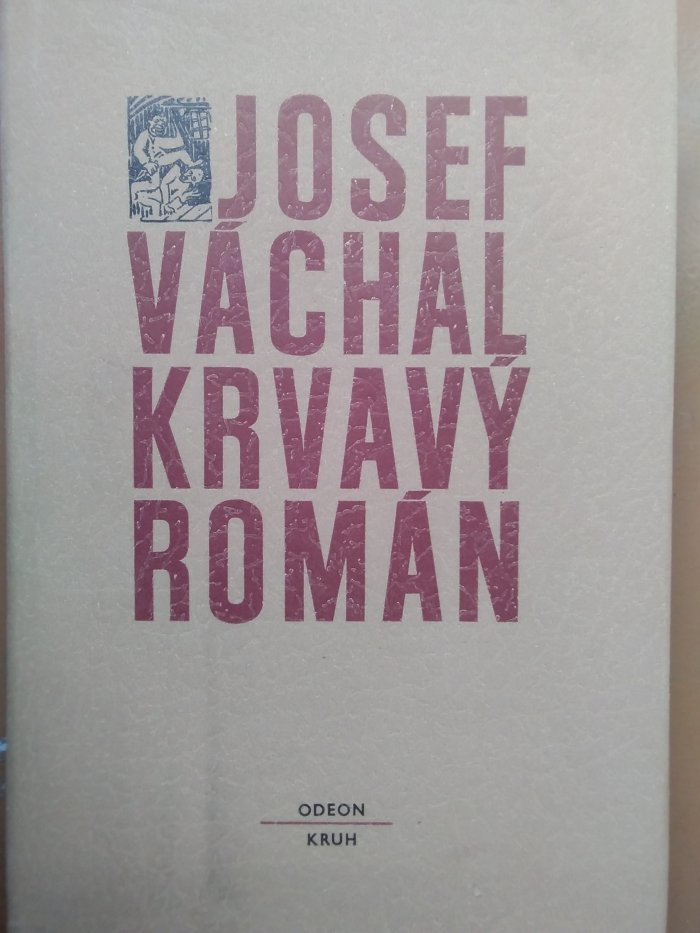 JOSEF
VÁCHAL
KRVAVÝ
ROMÁN
ODEON
KRUH